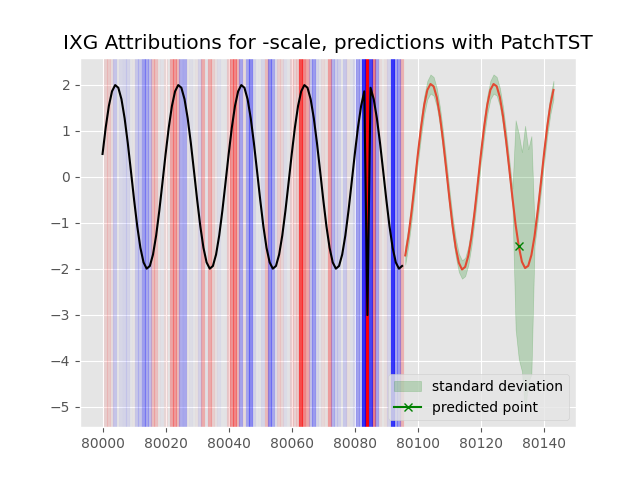 IXG Attributions for -scale, predictions with PatchTST
2
1
0
−1
−2
−3
−4
−5
standard deviation
predicted point
80000 80020 80040 80060 80080 80100 80120 80140